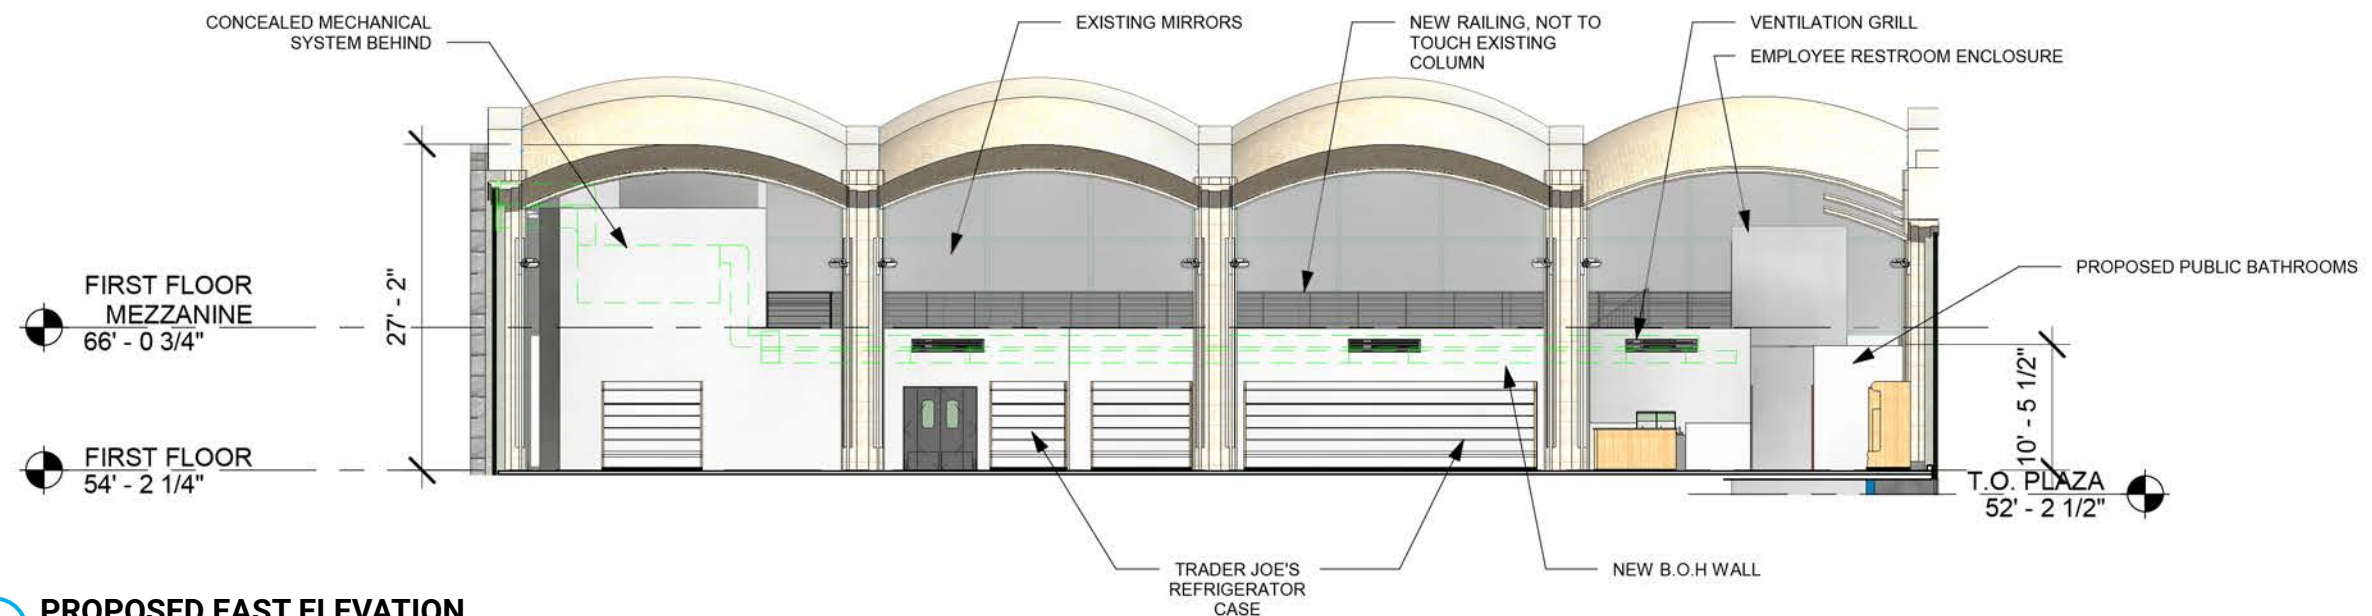 CONCEALED MECHANICAL
SYSTEM BEHIND
EXISTING MIRRORS
NEW RAILING, NOT TO
TOUCH EXISTING
COLUMN
VENTILATION GRILL
EMPLOYEE RESTROOM ENCLOSURE
PROPOSED PUBLIC BATHROOMS
FIRST FLOOR
MEZZANINE
66' - 0 3/4"
27' - 2"
10' - 5 1/2"
FIRST FLOOR
54' - 2 1/4"
T.O. PLAZA
52' - 2 1/2"
TRADER JOE'S
REFRIGERATOR
CASE
NEW B.O.H WALL
PROPOSED EAST ELEVATION